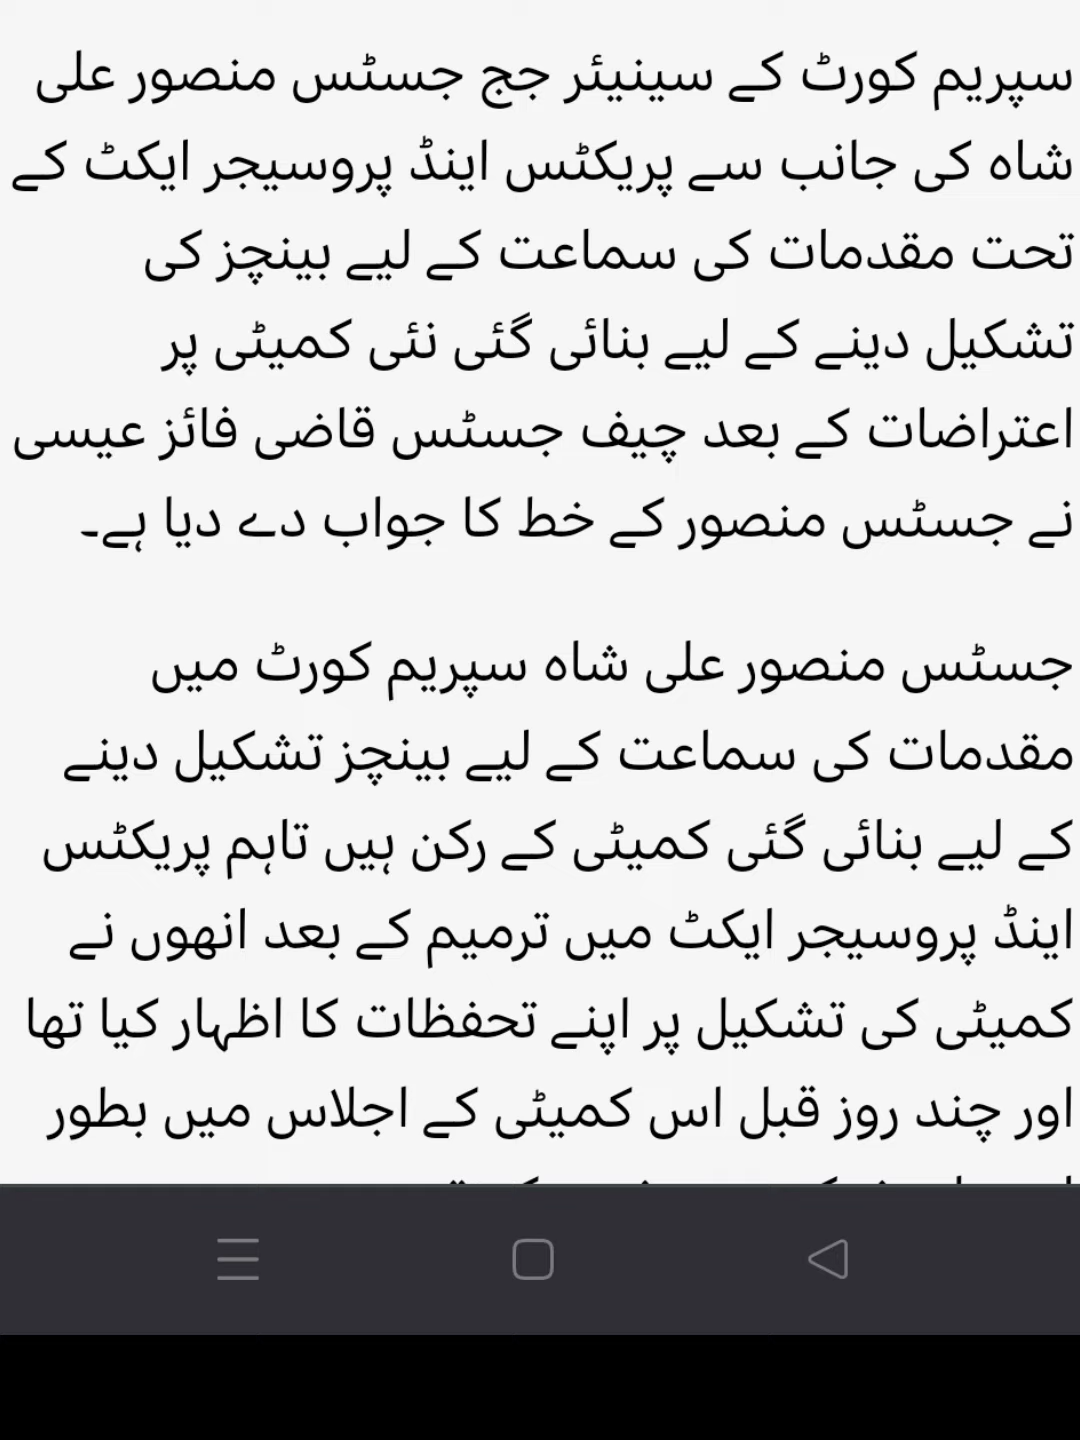 سپریم کورٹ کے سینیئر جج جسٹس منصور علی
شاہ کی جانب سے پریکٹس اینڈ پروسیجر ایکٹ کے
تحت مقدمات کی سماعت کے لیے بینچز کی
تشکیل دینے کے لیے بنائی گئی نئی کمیٹی پر
اعتراضات کے بعد چیف جسٹس قاضی فائز عیسی
نے جسٹس منصور کے خط کا جواب دے دیا ہے۔
جسٹس منصور علی شاہ سپریم کورٹ میں
مقدمات کی سماعت کے لیے بینچز تشکیل دینے
کے لیے بنائی گئی کمیٹی کے رکن ہیں تاہم پریکٹس
اینڈ پروسیجر ایکٹ میں ترمیم کے بعد انھوں نے
کمیٹی کی تشکیل پر اپنے تحفظات کا اظہار کیا تھا
اور چند روز قبل اس کمیٹی کے اجلاس میں بطور